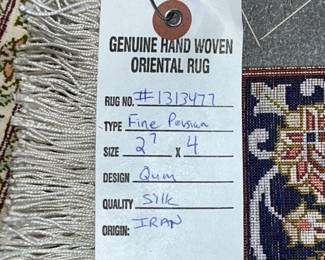 GENUINE HAND WOVEN
ORIENTAL RUG
RUG NO. #1313477
TYPE Fine Persian
SIZE 2'7 X 4
DESIGN Qum
QUALITY Silk
ORIGIN: IRAN